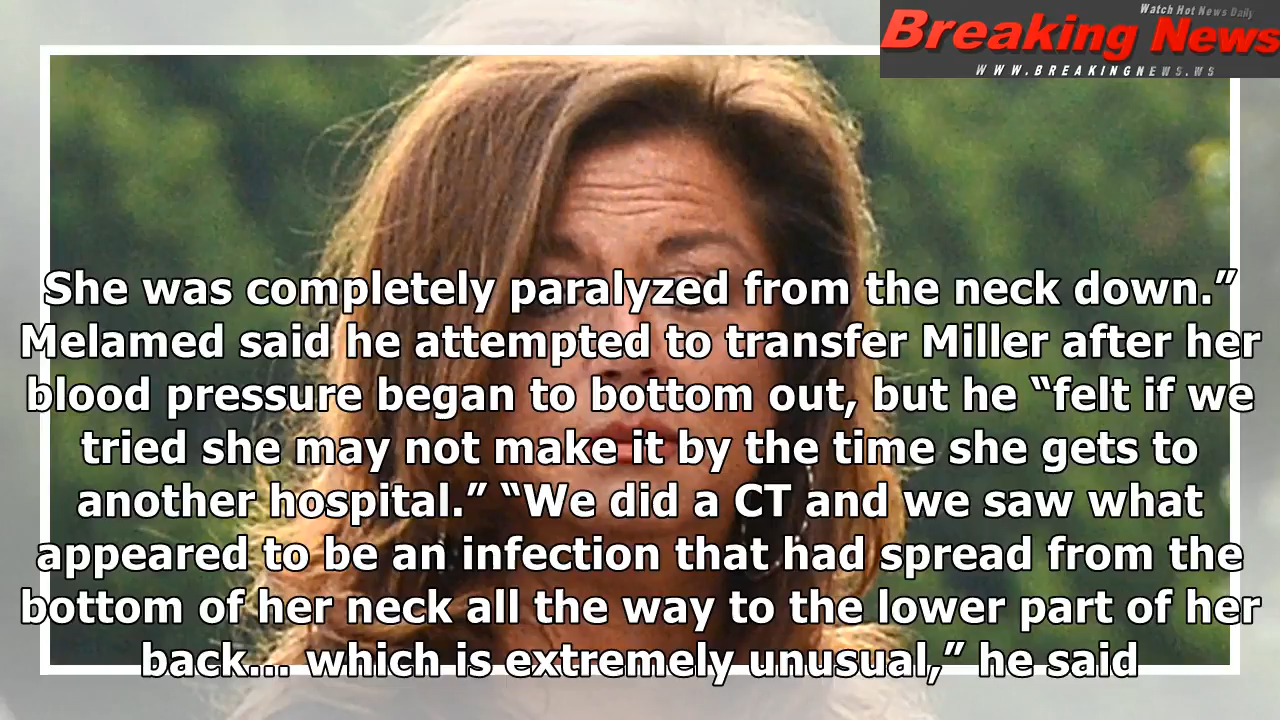 Watch Hot News Daily
Breaking News
WWW.BREAKINGNEWS.WS
She was completely paralyzed from the neck down.”
Melamed said he attempted to transfer Miller after her
blood pressure began to bottom out, but he “felt if we
tried she may not make it by the time she gets to
another hospital.” “We did a CT and we saw what
appeared to be an infection that had spread from the
bottom of her neck all the way to the lower part of her
back... which is extremely unusual,” he said